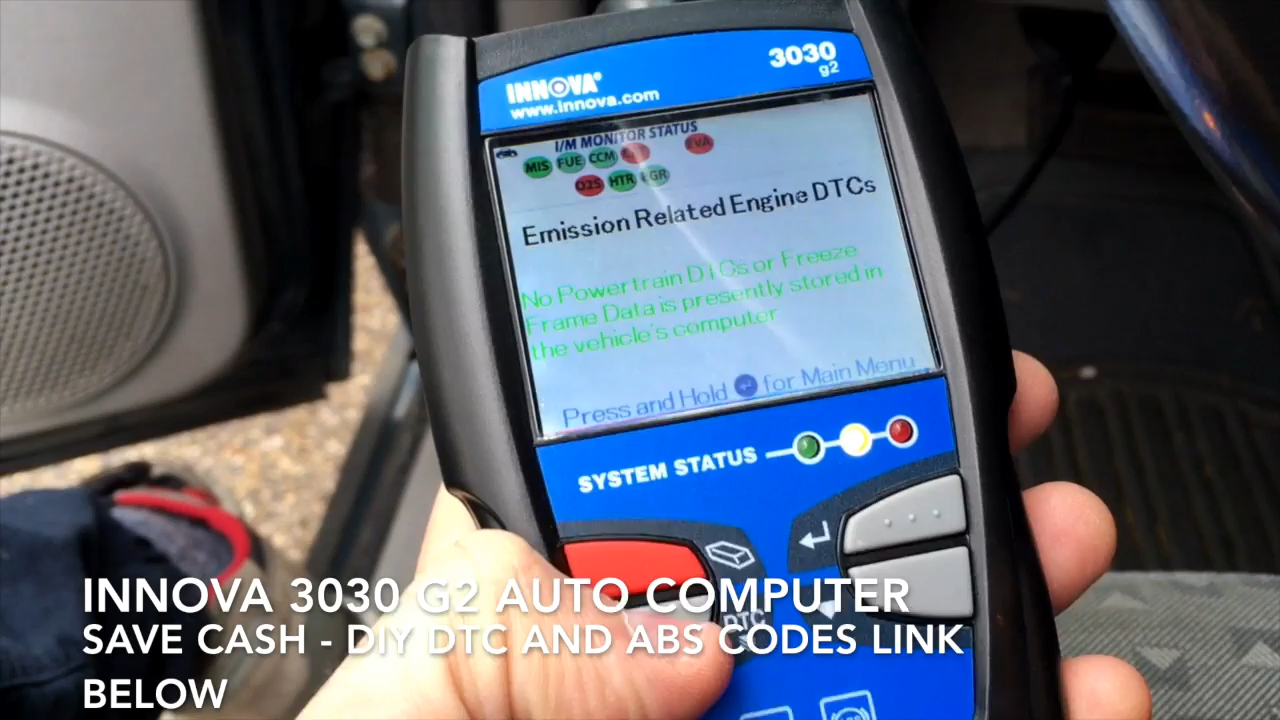 3030
g2
INNOVA®
www.innova.com
I/M MONITOR STATUS
MIS FUE CCM EVA
O2S HTR EGR
Emission Related Engine DTCs
No Powertrain DTCs or Freeze
Frame Data is presently stored in
the vehicle's computer
Press and Hold for Main Menu
SYSTEM STATUS
DTC
INNOVA 3030 G2 AUTO COMPUTER
SAVE CASH - DIY DTC AND ABS CODES LINK
BELOW